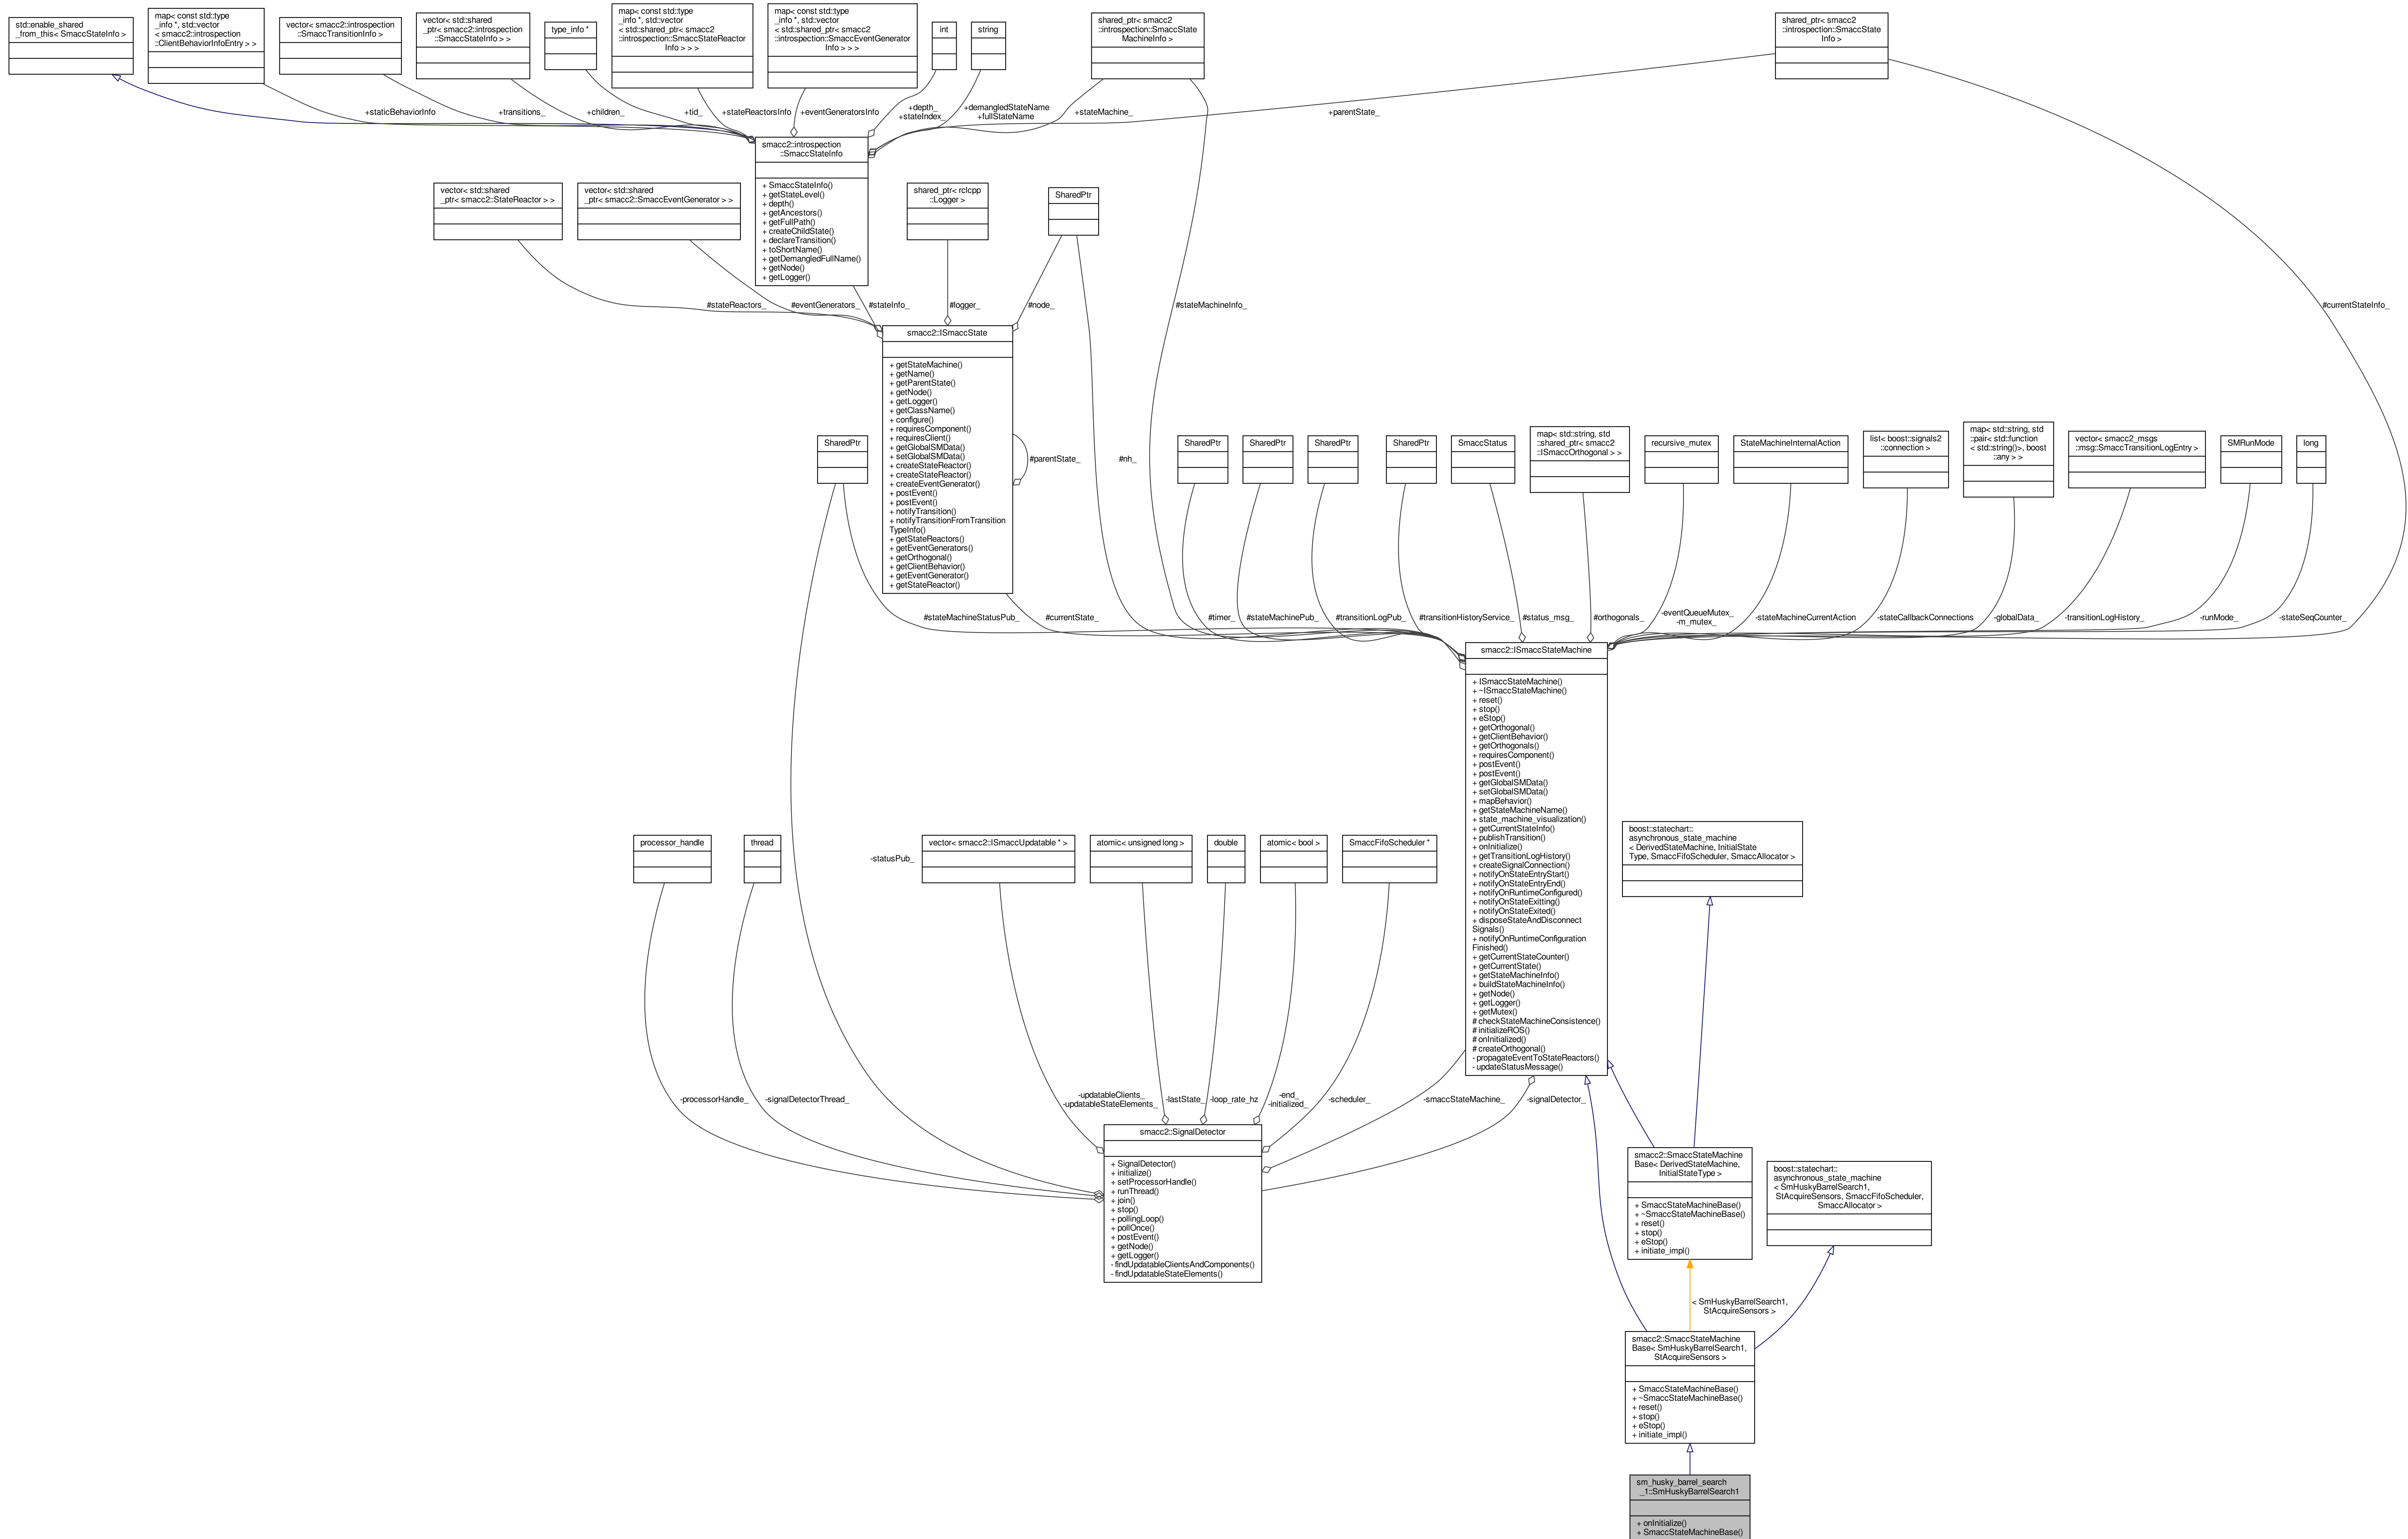 std::enable_shared
_from_this< SmaccStateInfo >
map< const std::type
_info *, std::vector
< smacc2::introspection
::ClientBehaviorInfoEntry > >
vector< smacc2::introspection
::SmaccTransitionInfo >
vector< std::shared
_ptr< smacc2::introspection
::SmaccStateInfo > >
type_info *
map< const std::type
_info *, std::vector
< std::shared_ptr< smacc2
::introspection::SmaccStateReactor
Info > > >
map< const std::type
_info *, std::vector
< std::shared_ptr< smacc2
::introspection::SmaccEventGenerator
Info > > >
int
string
shared_ptr< smacc2
::introspection::SmaccState
MachineInfo >
shared_ptr< smacc2
::introspection::SmaccState
Info >
+staticBehaviorInfo
+transitions_
+children_
+tid_
+stateReactorsInfo
+eventGeneratorsInfo
+depth_
+stateIndex_
+demangledStateName
+fullStateName
+stateMachine_
+parentState_
smacc2::introspection
::SmaccStateInfo
+ SmaccStateInfo()
+ getStateLevel()
+ depth()
+ getAncestors()
+ getFullPath()
+ createChildState()
+ declareTransition()
+ toShortName()
+ getDemangledFullName()
+ getNode()
+ getLogger()
vector< std::shared
_ptr< smacc2::StateReactor > >
vector< std::shared
_ptr< smacc2::SmaccEventGenerator > >
shared_ptr< rclcpp
::Logger >
SharedPtr
#stateReactors_
#eventGenerators_
#stateInfo_
#logger_
#node_
#stateMachineInfo_
#currentStateInfo_
smacc2::ISmaccState
+ getStateMachine()
+ getName()
+ getParentState()
+ getNode()
+ getLogger()
+ getClassName()
+ configure()
+ requiresComponent()
+ requiresClient()
+ getGlobalSMData()
+ setGlobalSMData()
+ createStateReactor()
+ createStateReactor()
+ createEventGenerator()
+ postEvent()
+ postEvent()
+ notifyTransition()
+ notifyTransitionFromTransition
TypeInfo()
+ getStateReactors()
+ getEventGenerators()
+ getOrthogonal()
+ getClientBehavior()
+ getEventGenerator()
+ getStateReactor()
#parentState_
#nh_
SharedPtr
SharedPtr
SharedPtr
SharedPtr
SharedPtr
SmaccStatus
map< std::string, std
::shared_ptr< smacc2
::ISmaccOrthogonal > >
recursive_mutex
StateMachineInternalAction
list< boost::signals2
::connection >
map< std::string, std
::pair< std::function
< std::string()>, boost
::any > >
vector< smacc2_msgs
::msg::SmaccTransitionLogEntry >
SMRunMode
long
#stateMachineStatusPub_
#currentState_
#timer_
#stateMachinePub_
#transitionLogPub_
#transitionHistoryService_
#status_msg_
#orthogonals_
-eventQueueMutex_
-m_mutex_
-stateMachineCurrentAction
-stateCallbackConnections
-globalData_
-transitionLogHistory_
-runMode_
-stateSeqCounter_
smacc2::ISmaccStateMachine
+ ISmaccStateMachine()
+ ~ISmaccStateMachine()
+ reset()
+ stop()
+ eStop()
+ getOrthogonal()
+ getClientBehavior()
+ getOrthogonals()
+ requiresComponent()
+ postEvent()
+ postEvent()
+ getGlobalSMData()
+ setGlobalSMData()
+ mapBehavior()
+ getStateMachineName()
+ state_machine_visualization()
+ getCurrentStateInfo()
+ publishTransition()
+ onInitialize()
+ getTransitionLogHistory()
+ createSignalConnection()
+ notifyOnStateEntryStart()
+ notifyOnStateEntryEnd()
+ notifyOnRuntimeConfigured()
+ notifyOnStateExitting()
+ notifyOnStateExited()
+ disposeStateAndDisconnect
Signals()
+ notifyOnRuntimeConfiguration
Finished()
+ getCurrentStateCounter()
+ getCurrentState()
+ getStateMachineInfo()
+ buildStateMachineInfo()
+ getNode()
+ getLogger()
+ getMutex()
# checkStateMachineConsistence()
# initializeROS()
# onInitialized()
# createOrthogonal()
- propagateEventToStateReactors()
- updateStatusMessage()
processor_handle
thread
-statusPub_
vector< smacc2::ISmaccUpdatable * >
atomic< unsigned long >
double
atomic< bool >
SmaccFifoScheduler *
boost::statechart::
asynchronous_state_machine
< DerivedStateMachine, InitialState
Type, SmaccFifoScheduler, SmaccAllocator >
-processorHandle_
-signalDetectorThread_
-updatableClients_
-updatableStateElements_
-lastState_
-loop_rate_hz
-end_
-initialized_
-scheduler_
-smaccStateMachine_
-signalDetector_
smacc2::SignalDetector
+ SignalDetector()
+ initialize()
+ setProcessorHandle()
+ runThread()
+ join()
+ stop()
+ pollingLoop()
+ pollOnce()
+ postEvent()
+ getNode()
+ getLogger()
- findUpdatableClientsAndComponents()
- findUpdatableStateElements()
smacc2::SmaccStateMachine
Base< DerivedStateMachine,
InitialStateType >
+ SmaccStateMachineBase()
+ ~SmaccStateMachineBase()
+ reset()
+ stop()
+ eStop()
+ initiate_impl()
boost::statechart::
asynchronous_state_machine
< SmHuskyBarrelSearch1,
StAcquireSensors, SmaccFifoScheduler,
SmaccAllocator >
< SmHuskyBarrelSearch1,
StAcquireSensors >
smacc2::SmaccStateMachine
Base< SmHuskyBarrelSearch1,
StAcquireSensors >
+ SmaccStateMachineBase()
+ ~SmaccStateMachineBase()
+ reset()
+ stop()
+ eStop()
+ initiate_impl()
sm_husky_barrel_search
_1::SmHuskyBarrelSearch1
+ onInitialize()
+ SmaccStateMachineBase()